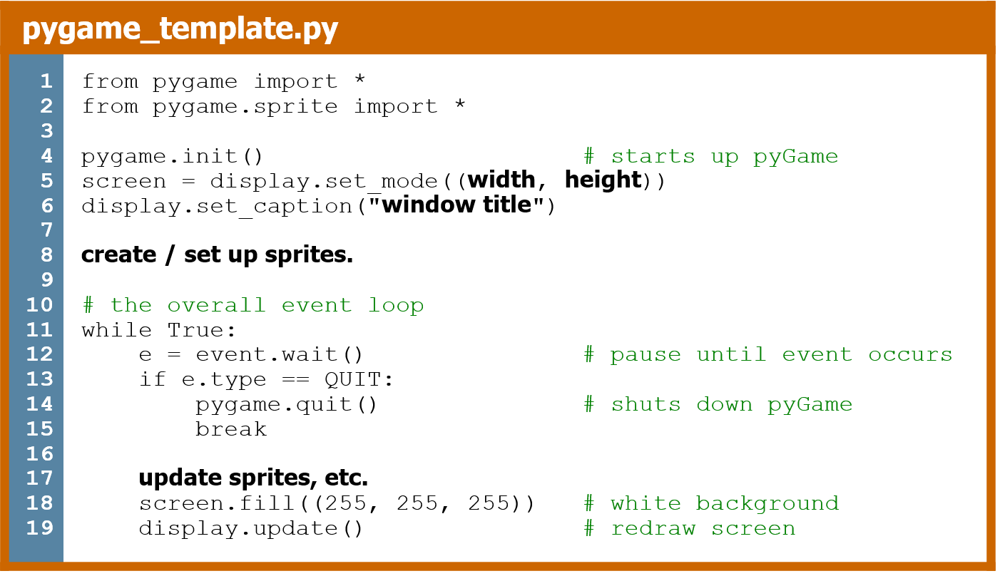 pygame_template.py
1 from pygame import *
2 from pygame.sprite import *
3
4 pygame.init() # starts up pyGame
5 screen = display.set_mode((width, height))
6 display.set_caption("window title")
7
8 create / set up sprites.
9
10 # the overall event loop
11 while True:
12     e = event.wait() # pause until event occurs
13     if e.type == QUIT:
14         pygame.quit() # shuts down pyGame
15         break
16
17     update sprites, etc.
18     screen.fill((255, 255, 255)) # white background
19     display.update() # redraw screen